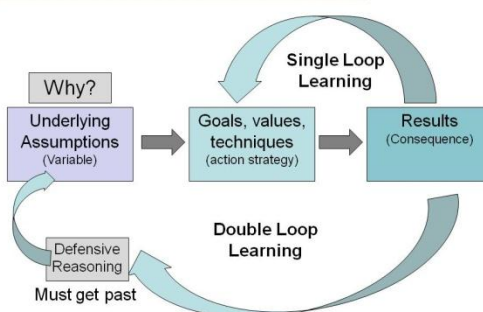 Single Loop
Learning
Why?
Underlying
Assumptions
(Variable)
Goals, values,
techniques
(action strategy)
Results
(Consequence)
Double Loop
Learning
Defensive
Reasoning
Must get past